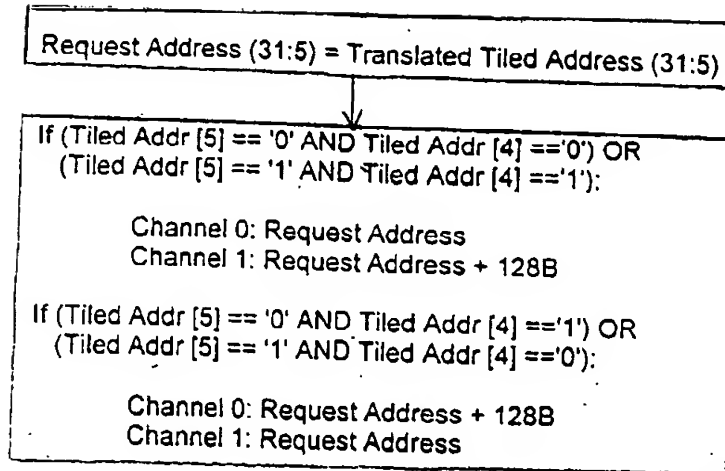 Request Address (31:5) = Translated Tiled Address (31:5)
If (Tiled Addr [5] == '0' AND Tiled Addr [4] =='0') OR
(Tiled Addr [5] == '1' AND Tiled Addr [4] =='1'):
Channel 0: Request Address
Channel 1: Request Address + 128B
If (Tiled Addr [5] == '0' AND Tiled Addr [4] =='1') OR
(Tiled Addr [5] == '1' AND Tiled Addr [4] =='0'):
Channel 0: Request Address + 128B
Channel 1: Request Address